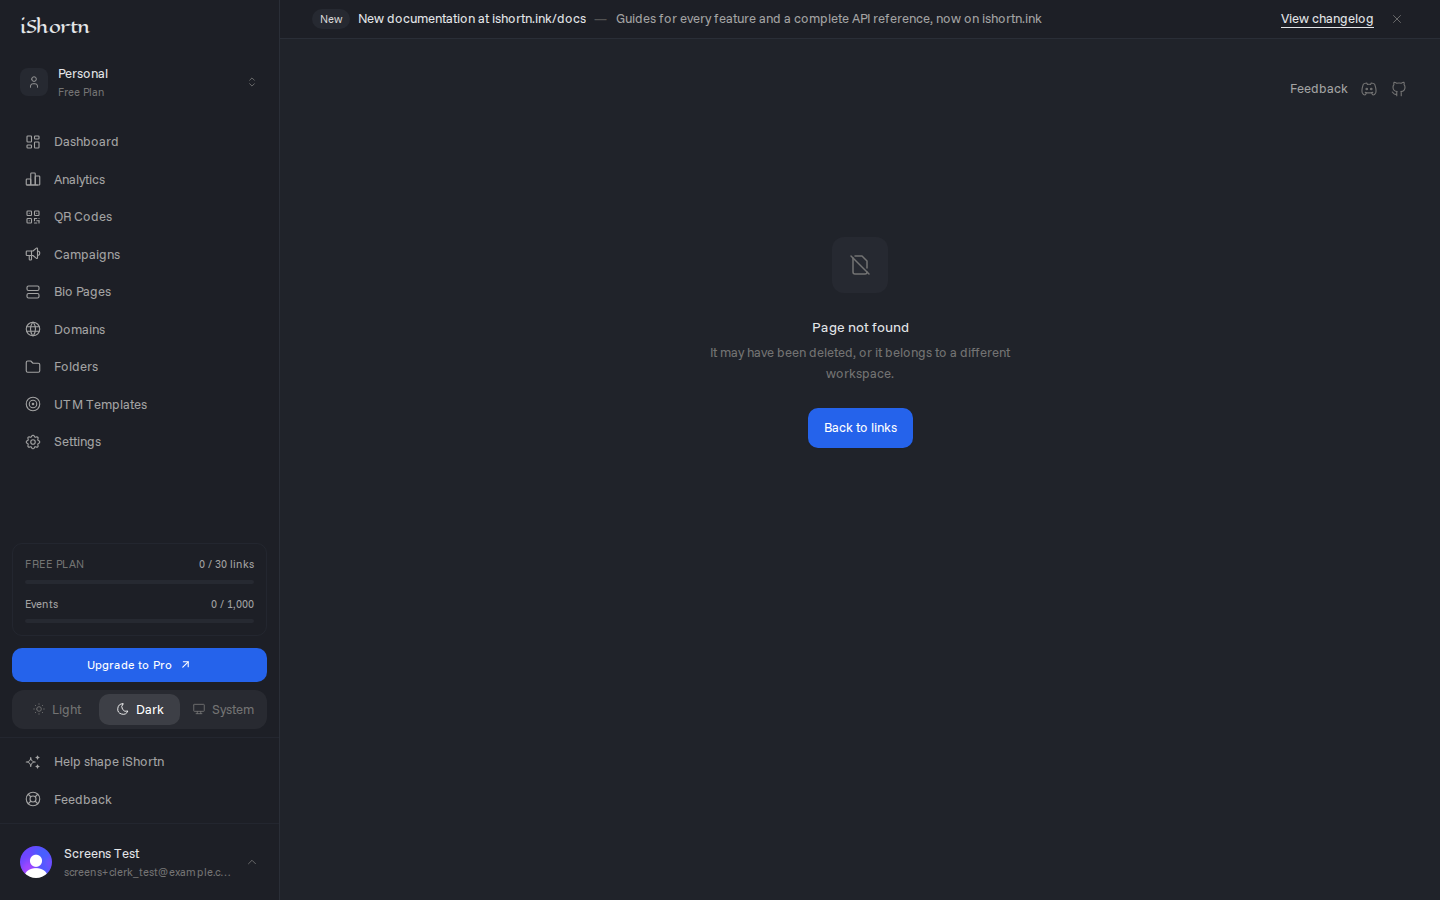 iShortn
Personal
Free Plan
Dashboard
Analytics
QR Codes
Campaigns
Bio Pages
Domains
Folders
UTM Templates
Settings
FREE PLAN 0 / 30 links
Events 0 / 1,000
Upgrade to Pro
Light Dark System
Help shape iShortn
Feedback
Screens Test
screens+clerk_test@example.c...
New New documentation at ishortn.ink/docs — Guides for every feature and a complete API reference, now on ishortn.ink View changelog
Feedback
Page not found
It may have been deleted, or it belongs to a different
workspace.
Back to links